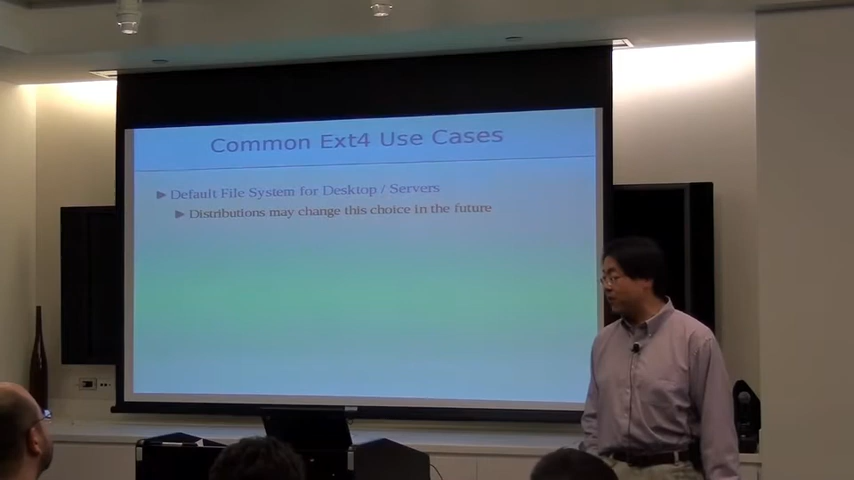 Common Ext4 Use Cases
Default File System for Desktop / Servers
Distributions may change this choice in the future